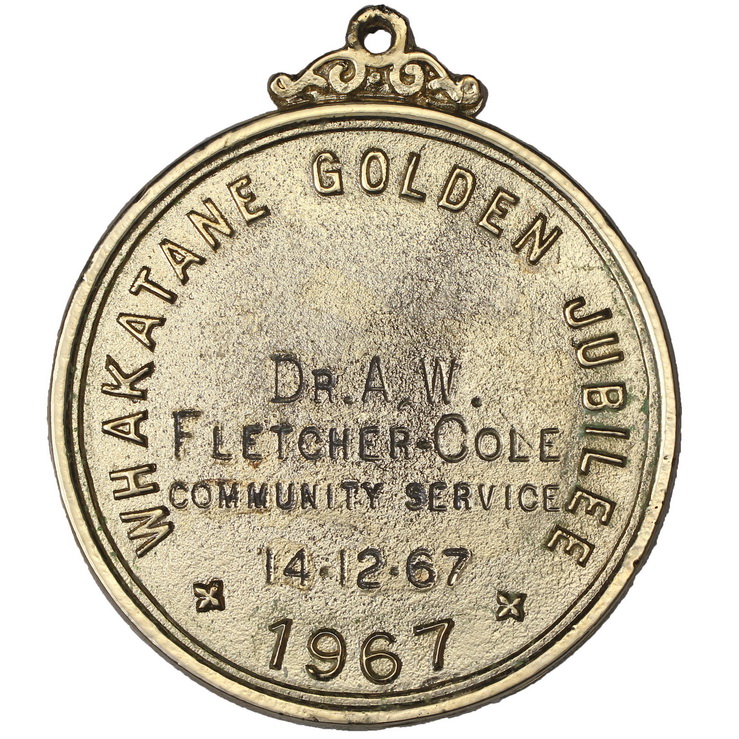 WHAKATANE GOLDEN JUBILEE
DR. A. W.
FLETCHER-COLE
COMMUNITY SERVICE
14·12·67
1967